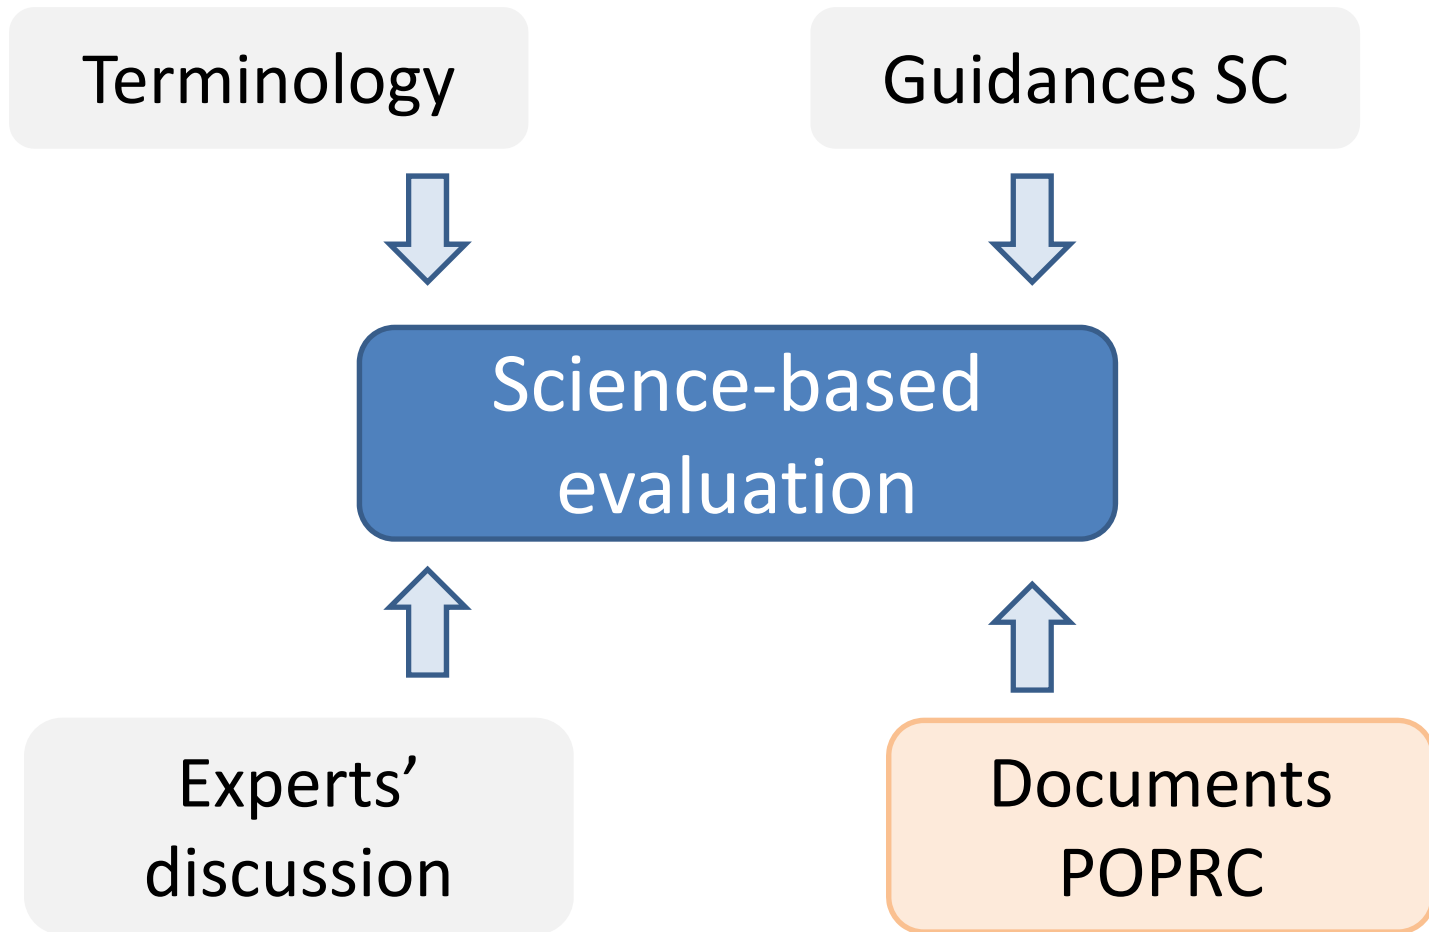 Terminology
Guidances SC
Science-based
evaluation
Experts’
discussion
Documents
POPRC